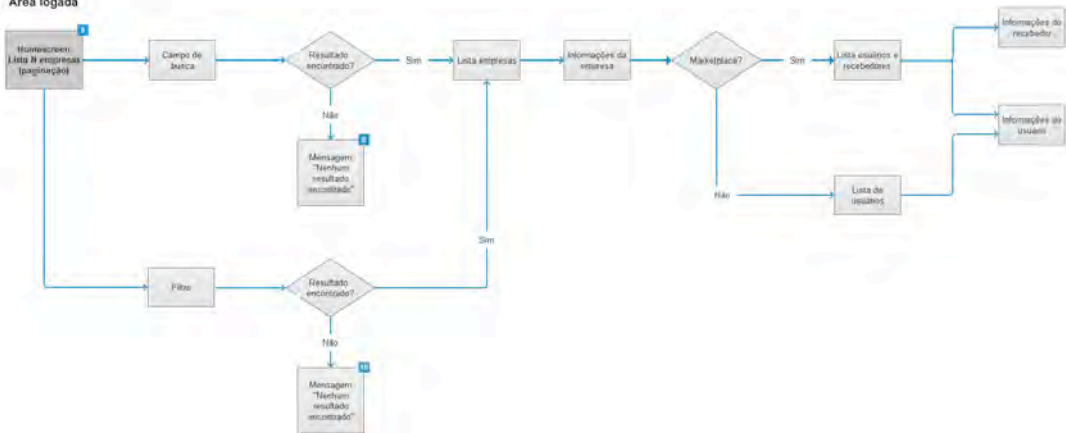 Área logada
Homescreen:
Lista N empresas
(paginação)
Campo de
busca
Resultado
encontrado?
Sim
Lista empresas
Informações da
empresa
Marketplace?
Sim
Lista usuários e
recebedores
Informações do
recebedor
Não
Mensagem:
"Nenhum
resultado
encontrado"
Informações do
Não
Lista de
usuários
Sim
Filtro
Resultado
encontrado?
Não
10
Mensagem:
"Nenhum
resultado
encontrado"